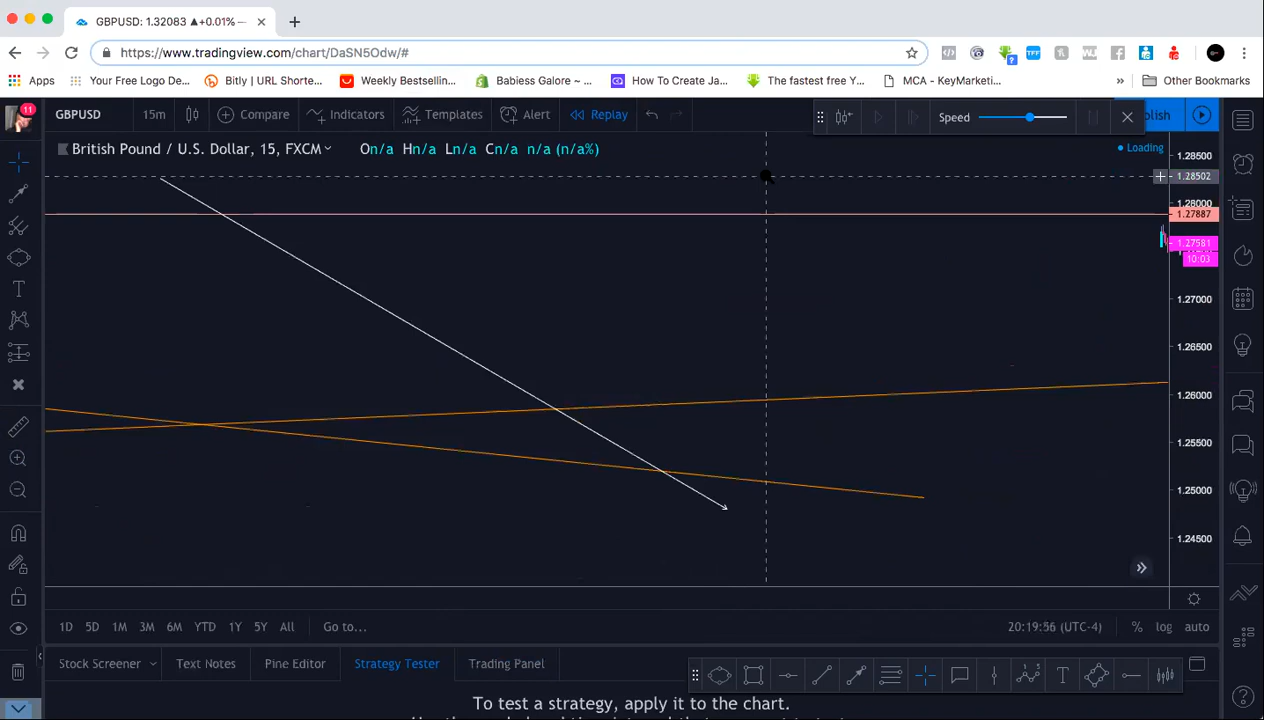 GBPUSD: 1.32083 ▲+0.01% —
https://www.tradingview.com/chart/DaSN5Odw/#
Apps Your Free Logo De... Bitly | URL Shorte... Weekly Bestsellin... Babiess Galore ~ ... How To Create Ja... The fastest free Y... MCA - KeyMarketi... » Other Bookmarks
11 GBPUSD 15m Compare Indicators Templates Alert Replay Speed blish
British Pound / U.S. Dollar, 15, FXCM On/a Hn/a Ln/a Cn/a n/a (n/a%) Loading
1.28500
1.28502
1.28000
1.27887
1.27581
10:03
1.27000
1.26500
1.26000
1.25500
1.25000
1.24500
1D 5D 1M 3M 6M YTD 1Y 5Y All Go to... 20:19:56 (UTC-4) % log auto
Stock Screener Text Notes Pine Editor Strategy Tester Trading Panel
To test a strategy, apply it to the chart.